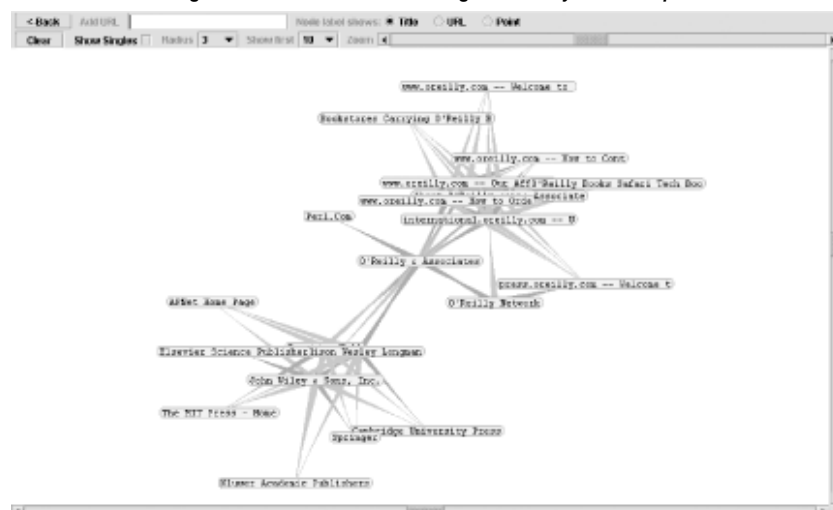 < Back Add URL Node label shows: Title URL Point
Clear Show Singles Radius 3 Show first 10 Zoom
www.oreilly.com -- Welcome to
Bookstores Carrying O'Reilly B
www.oreilly.com -- How to Cont
www.oreilly.com -- Our Aff O'Reilly Books Safari Tech Boo
Associate
www.oreilly.com -- How to Orde
Perl.Com
international.oreilly.com -- W
O'Reilly & Associates
press.oreilly.com -- Welcome t
O'Reilly Network
Home Page
Elsevier Science Publisher dison Wesley Longman
John Wiley & Sons, Inc.
The MIT Press - Home
Cambridge University Press
Springer
Kluwer Academic Publishers